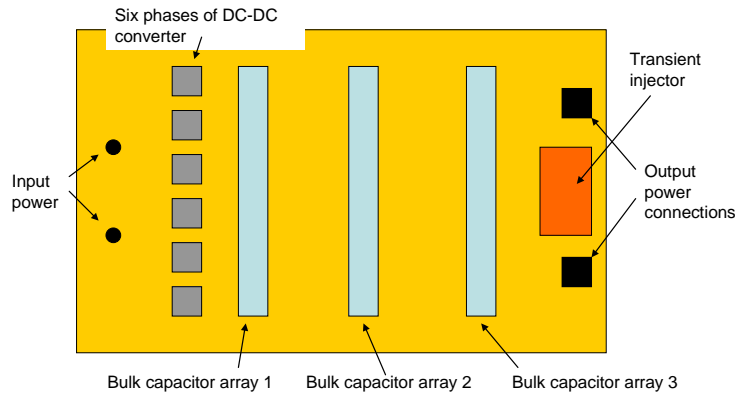 Six phases of DC-DC
converter
Transient
injector
Input
power
Output
power
connections
Bulk capacitor array 1
Bulk capacitor array 2
Bulk capacitor array 3